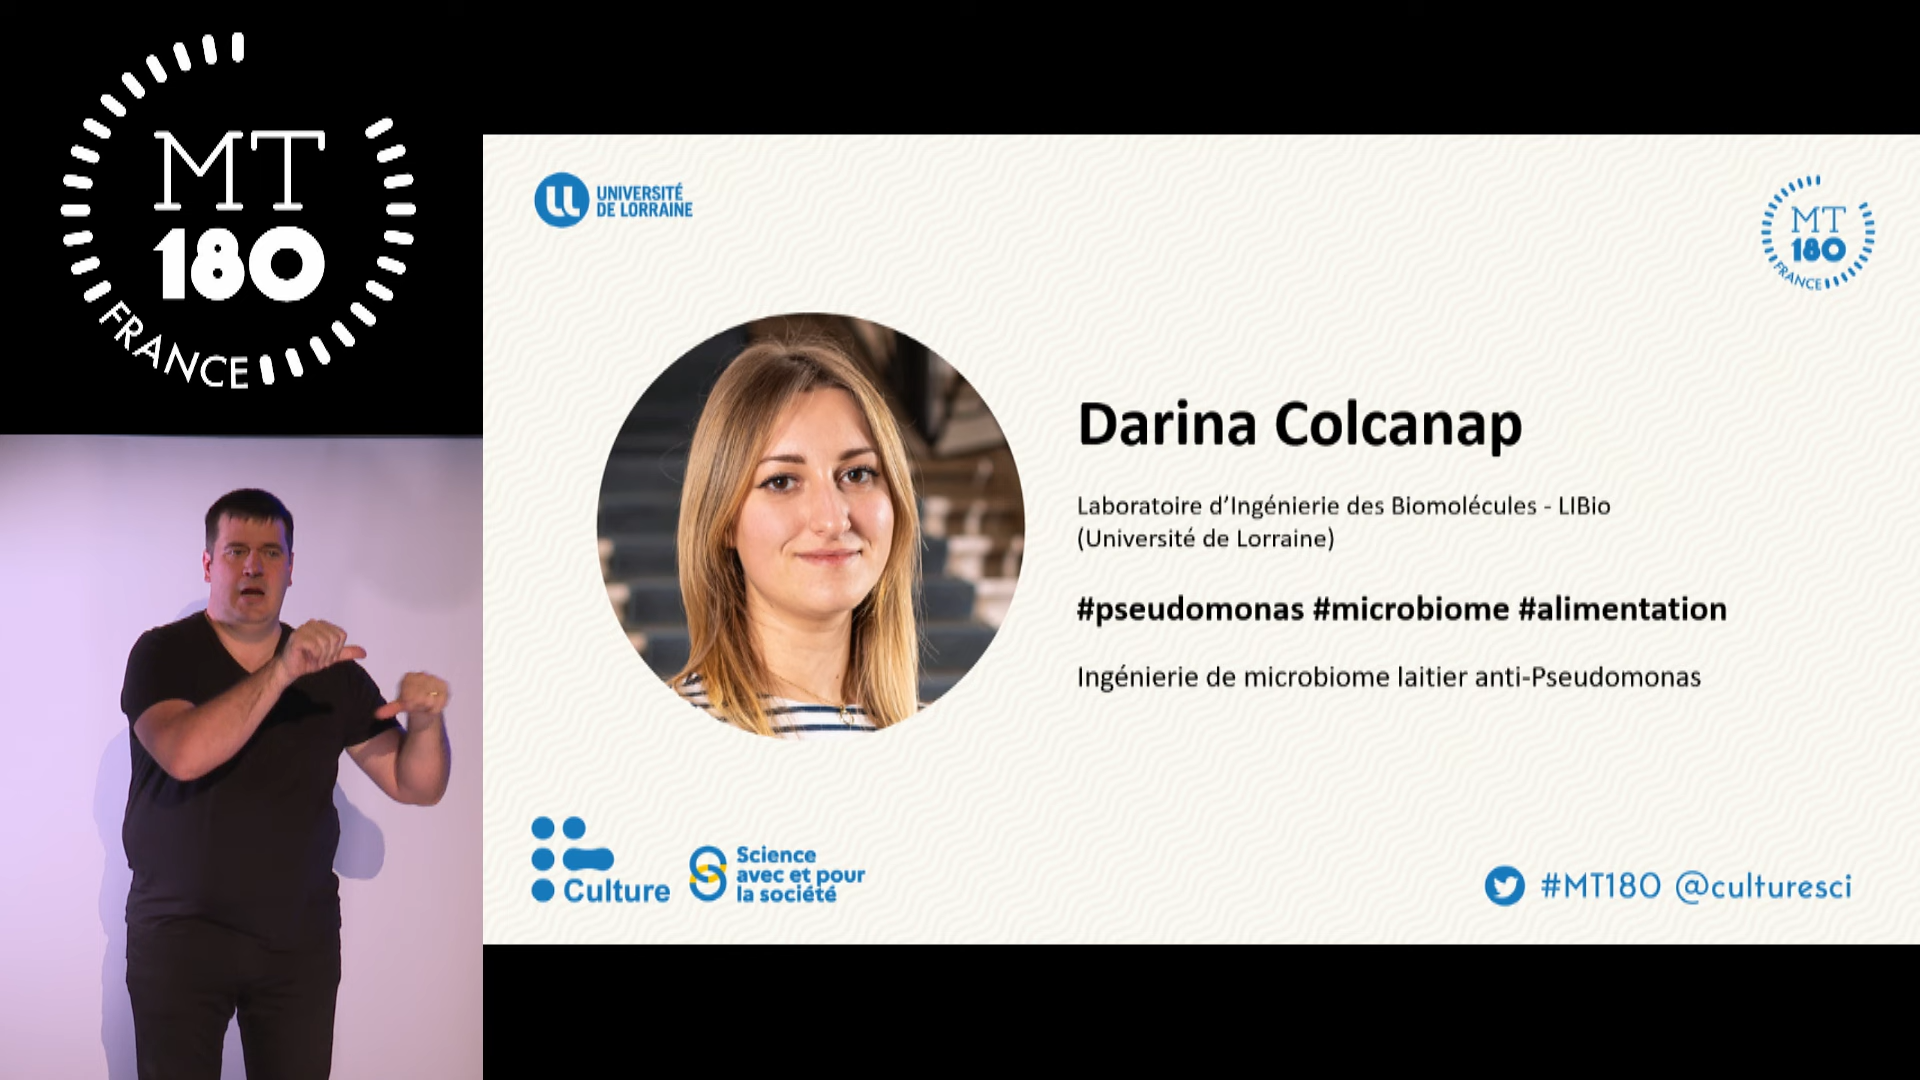 MT
180
FRANCE
UNIVERSITÉ
DE LORRAINE
MT
180
FRANCE
Darina Colcanap
Laboratoire d’Ingénierie des Biomolécules - LIBio
(Université de Lorraine)
#pseudomonas #microbiome #alimentation
Ingénierie de microbiome laitier anti-Pseudomonas
Culture
Science
avec et pour
la société
#MT180 @culturesci